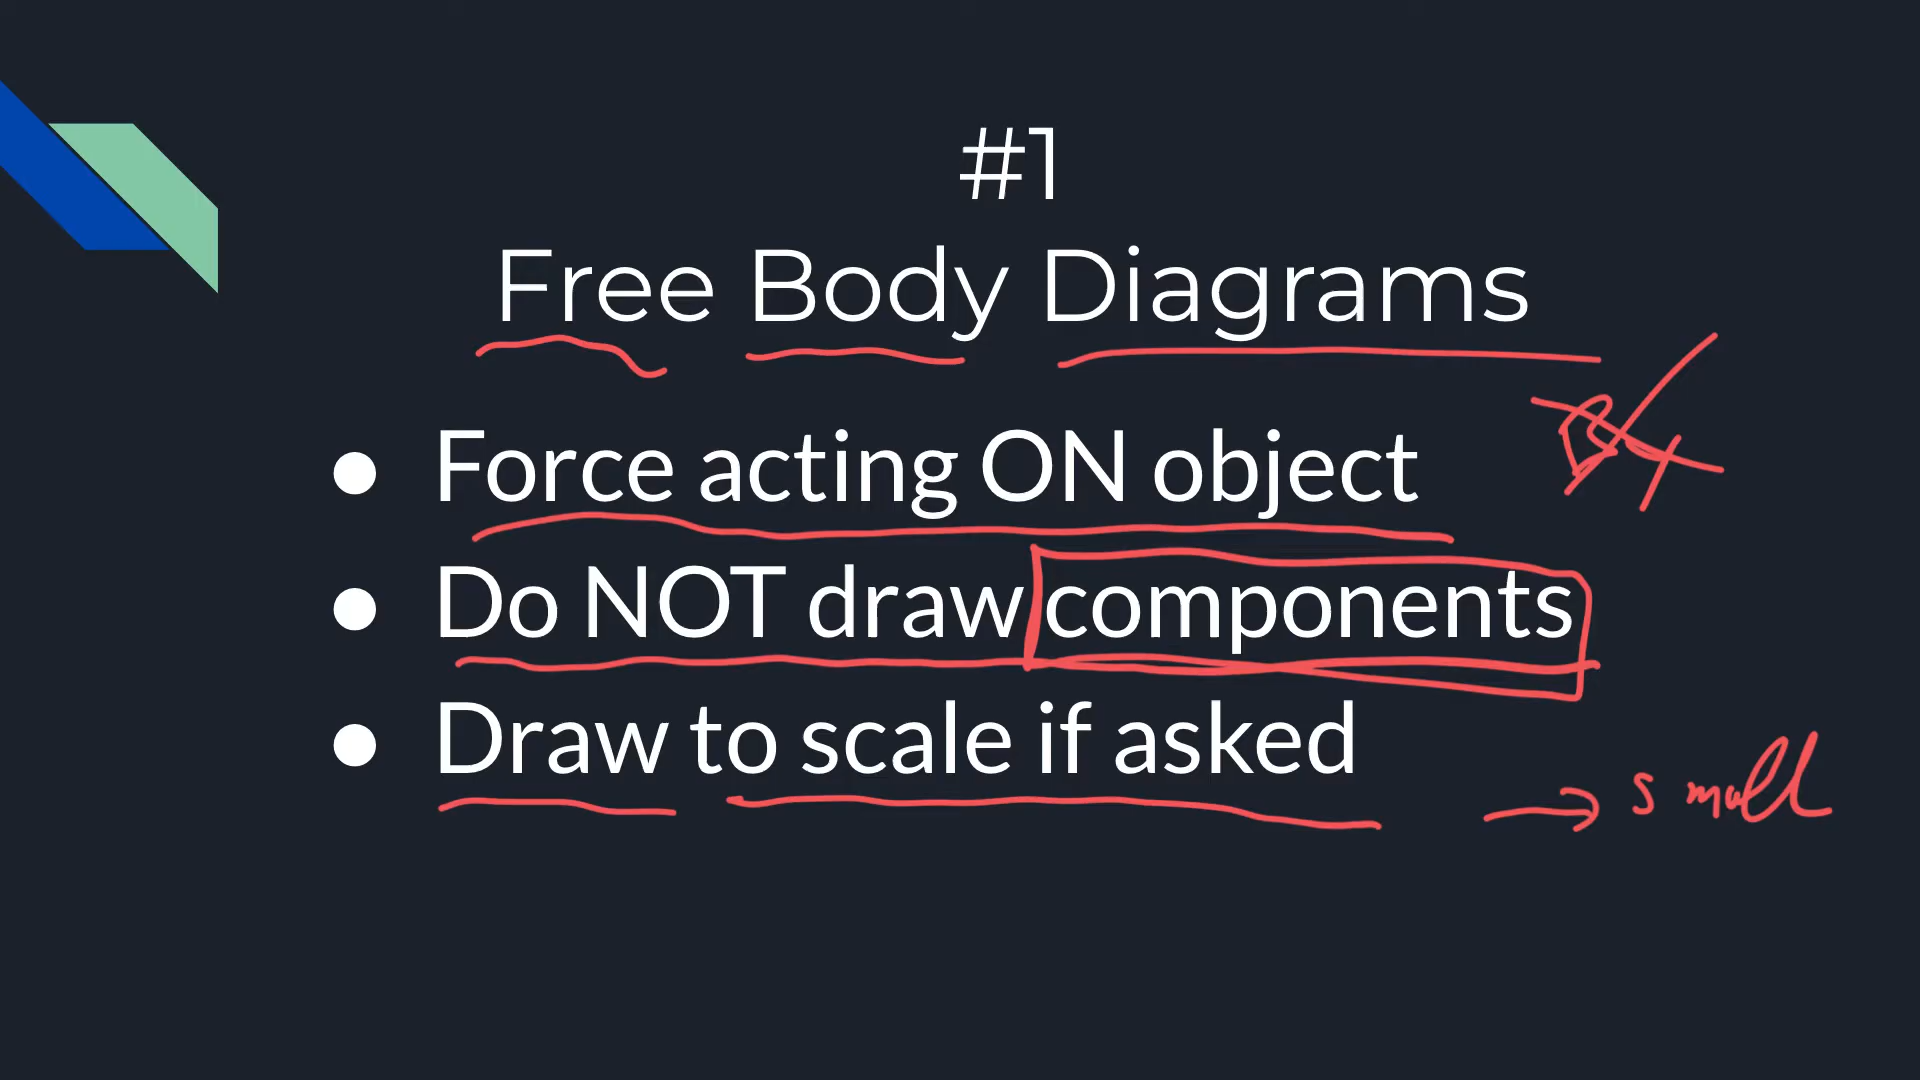 #1
Free Body Diagrams
● Force acting ON object
● Do NOT draw components
● Draw to scale if asked
→ small